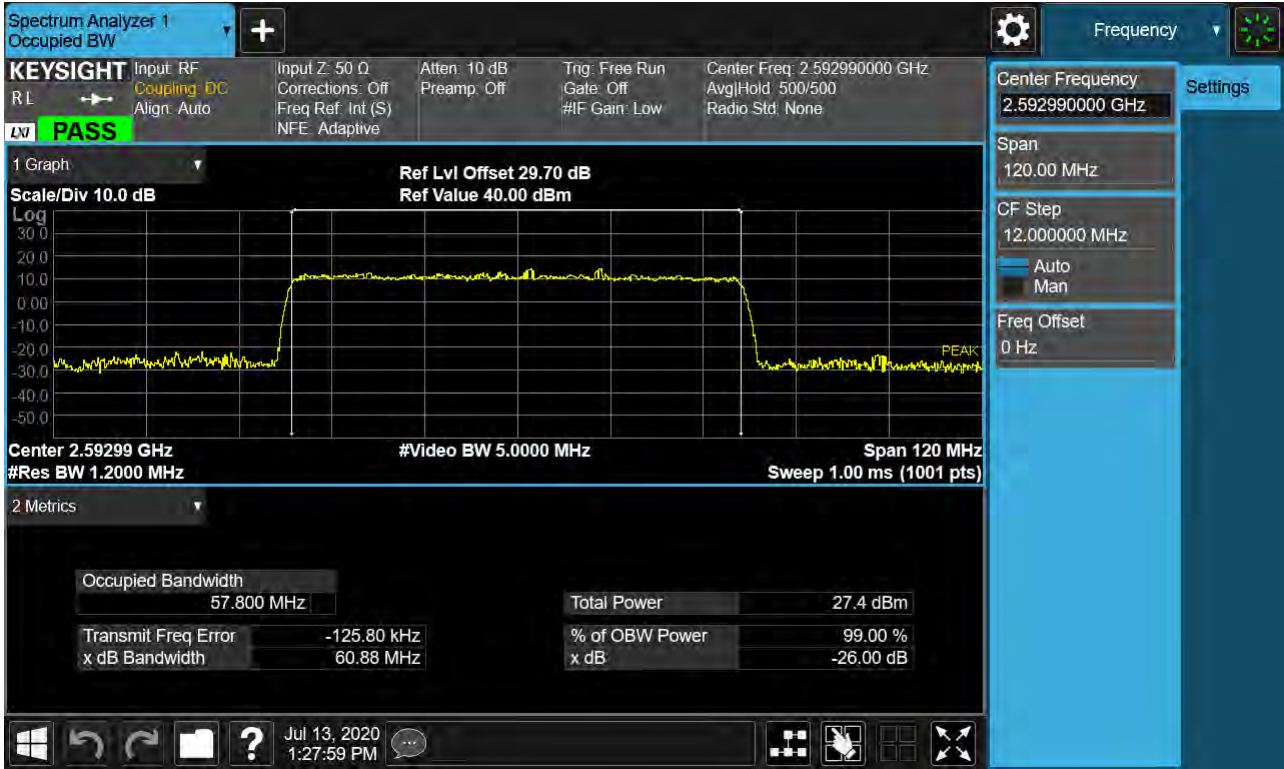 Spectrum Analyzer 1
Occupied BW
+
Frequency
KEYSIGHT
R L
LXI PASS
Input: RF
Coupling: DC
Align: Auto
Input Z: 50 Ω
Corrections: Off
Freq Ref: Int (S)
NFE: Adaptive
Atten: 10 dB
Preamp: Off
Trig: Free Run
Gate: Off
#IF Gain: Low
Center Freq: 2.592990000 GHz
Avg|Hold: 500/500
Radio Std: None
Center Frequency
2.592990000 GHz
Settings
Span
120.00 MHz
CF Step
12.000000 MHz
Auto
Man
Freq Offset
0 Hz
1 Graph
Scale/Div 10.0 dB
Ref Lvl Offset 29.70 dB
Ref Value 40.00 dBm
Log
30.0
20.0
10.0
0.00
-10.0
-20.0
-30.0
-40.0
-50.0
PEAK
Center 2.59299 GHz
#Video BW 5.0000 MHz
Span 120 MHz
#Res BW 1.2000 MHz
Sweep 1.00 ms (1001 pts)
2 Metrics
Occupied Bandwidth
57.800 MHz
Transmit Freq Error -125.80 kHz
x dB Bandwidth 60.88 MHz
Total Power 27.4 dBm
% of OBW Power 99.00 %
x dB -26.00 dB
?
Jul 13, 2020
1:27:59 PM